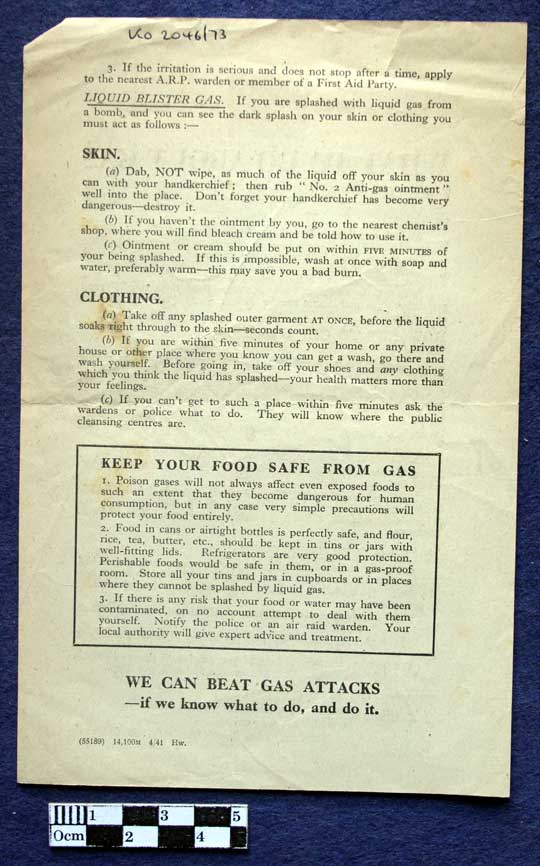 Ko 2046/73
3. If the irritation is serious and does not stop after a time, apply
to the nearest A.R.P. warden or member of a First Aid Party.
LIQUID BLISTER GAS. If you are splashed with liquid gas from
a bomb, and you can see the dark splash on your skin or clothing you
must act as follows :—
SKIN.
(a) Dab, NOT wipe, as much of the liquid off your skin as you
can with your handkerchief; then rub " No. 2 Anti-gas ointment "
well into the place. Don't forget your handkerchief has become very
dangerous—destroy it.
(b) If you haven't the ointment by you, go to the nearest chemist's
shop, where you will find bleach cream and be told how to use it.
(c) Ointment or cream should be put on within FIVE MINUTES of
your being splashed. If this is impossible, wash at once with soap and
water, preferably warm—this may save you a bad burn.
CLOTHING.
(a) Take off any splashed outer garment AT ONCE, before the liquid
soaks right through to the skin—seconds count.
(b) If you are within five minutes of your home or any private
house or other place where you know you can get a wash, go there and
wash yourself. Before going in, take off your shoes and any clothing
which you think the liquid has splashed—your health matters more than
your feelings.
(c) If you can't get to such a place within five minutes ask the
wardens or police what to do. They will know where the public
cleansing centres are.
KEEP YOUR FOOD SAFE FROM GAS
1. Poison gases will not always affect even exposed foods to
such an extent that they become dangerous for human
consumption, but in any case very simple precautions will
protect your food entirely.
2. Food in cans or airtight bottles is perfectly safe, and flour,
rice, tea, butter, etc., should be kept in tins or jars with
well-fitting lids. Refrigerators are very good protection.
Perishable foods would be safe in them, or in a gas-proof
room. Store all your tins and jars in cupboards or in places
where they cannot be splashed by liquid gas.
3. If there is any risk that your food or water may have been
contaminated, on no account attempt to deal with them
yourself. Notify the police or an air raid warden. Your
local authority will give expert advice and treatment.
WE CAN BEAT GAS ATTACKS
—if we know what to do, and do it.
(55189) 14,100M 4/41 Hw.
1 3 5
0cm 2 4